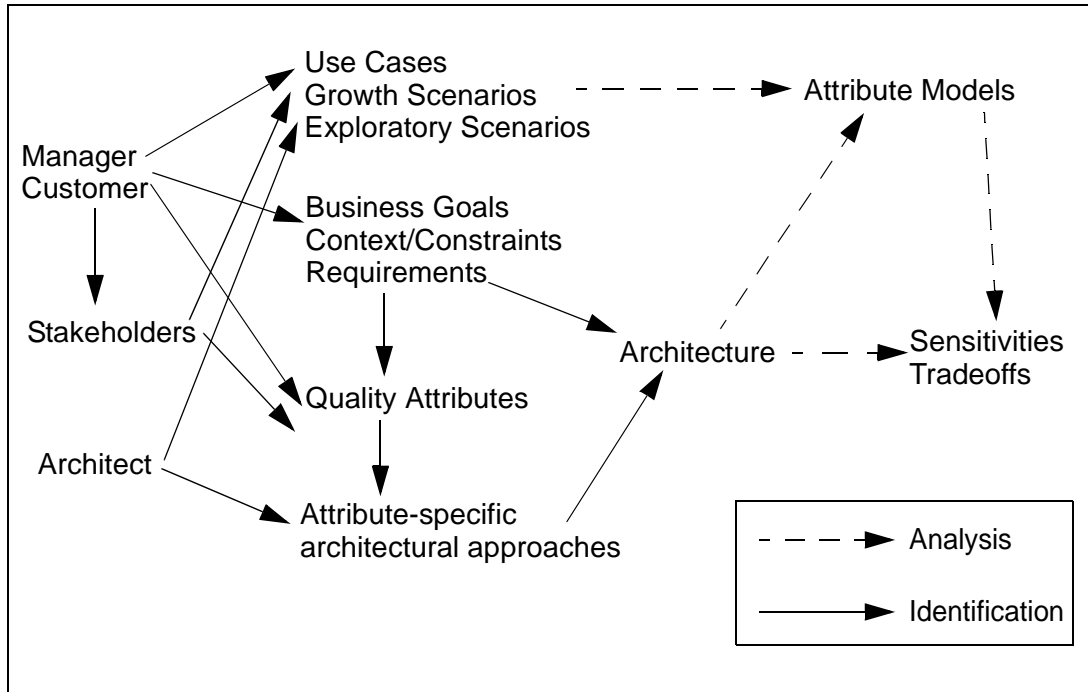 Use Cases
Growth Scenarios
Exploratory Scenarios
Attribute Models
Manager
Customer
Business Goals
Context/Constraints
Requirements
Stakeholders
Architecture
Sensitivities
Tradeoffs
Quality Attributes
Architect
Attribute-specific
architectural approaches
Analysis
Identification